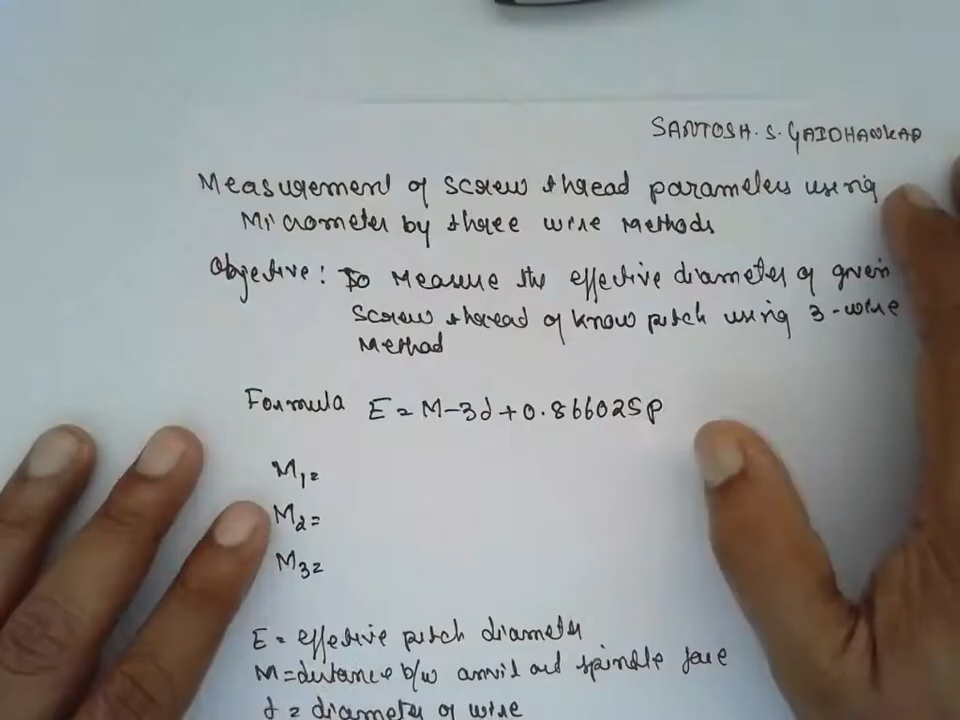 SANTOSH.S.GAIDHANKAR
Measurement of screw thread parameters using
Micrometer by three wire Methods
Objective: To Measure the effective diameter of given
Screw thread of know pitch using 3-wire
Method
Formula E = M-3d+0.866025p
M1=
M2=
M3=
E = effective pitch diameter
M = distance b/w anvil and spindle face
d = diameter of wire